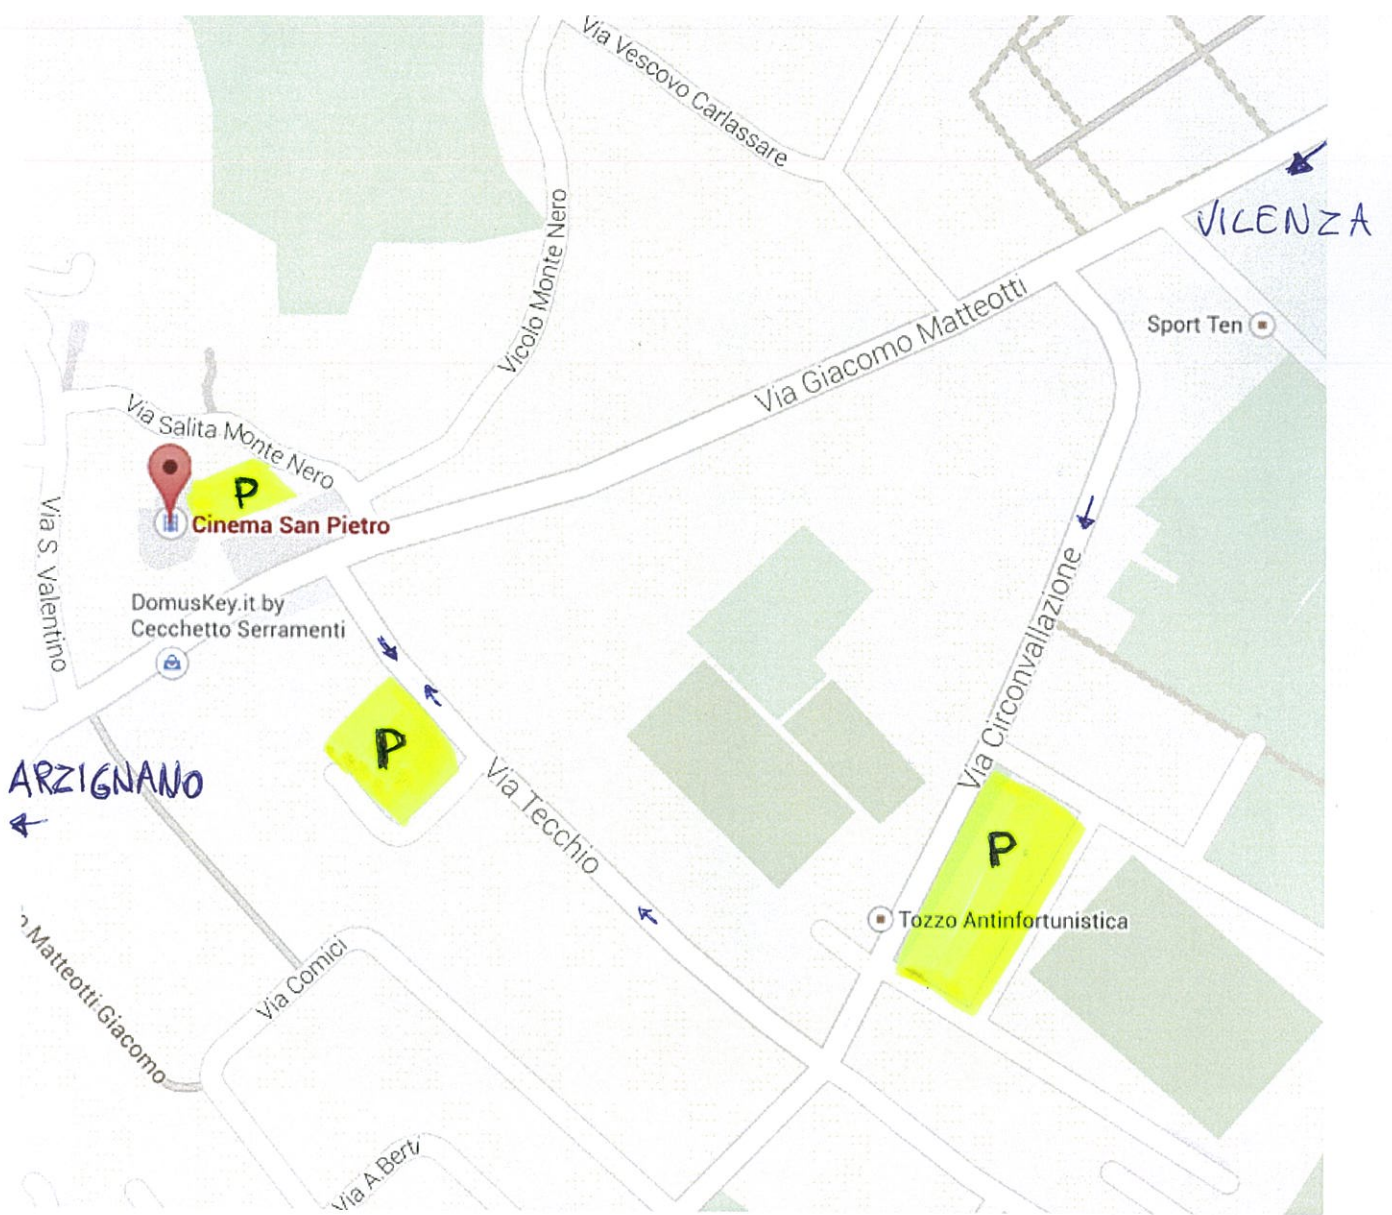 Via Vescovo Carlassare
VICENZA
Vicolo Monte Nero
Via Giacomo Matteotti
Sport Ten
Via Salita Monte Nero
P
Cinema San Pietro
Via S. Valentino
Via Circonvallazione
DomusKey.it by
Cecchetto Serramenti
P
ARZIGNANO
Via Tecchio
P
Tozzo Antinfortunistica
Matteotti Giacomo
Via Comici
Via A.Berti